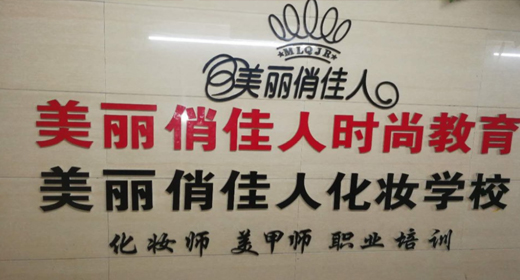 MLQJR
美丽俏佳人
美丽俏佳人时尚教育
美丽俏佳人化妆学校
化妆师 美甲师 职业培训